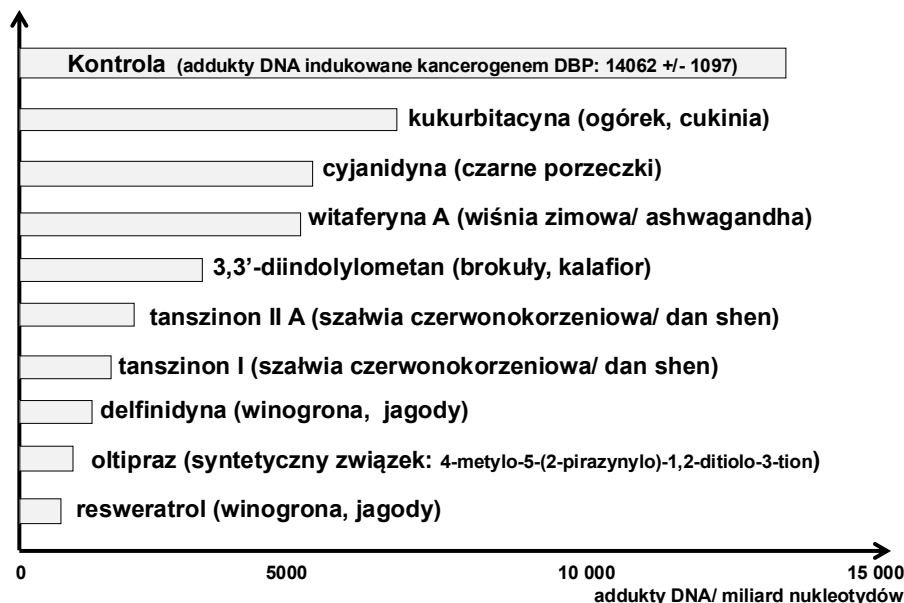 Kontrola (addukty DNA indukowane kancerogenem DBP: 14062 +/- 1097)
kukurbitacyna (ogórek, cukinia)
cyjanidyna (czarne porzeczki)
witaferyna A (wiśnia zimowa/ ashwagandha)
3,3’-diindolylometan (brokuły, kalafior)
tanszinon II A (szałwia czerwonokorzeniowa/ dan shen)
tanszinon I (szałwia czerwonokorzeniowa/ dan shen)
delfinidyna (winogrona, jagody)
oltipraz (syntetyczny związek: 4-metylo-5-(2-pirazynylo)-1,2-ditiolo-3-tion)
resweratrol (winogrona, jagody)
0 5000 10 000 15 000
addukty DNA/ miliard nukleotydów